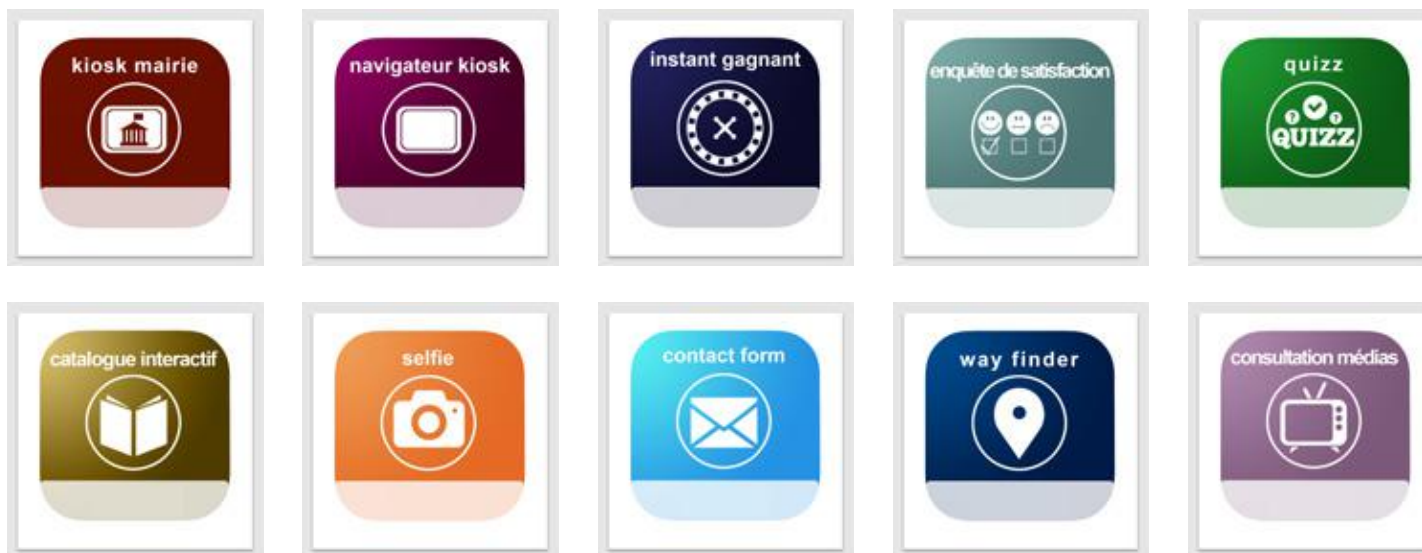 kiosk mairie
navigateur kiosk
instant gagnant
enquête de satisfaction
quizz
QUIZZ
catalogue interactif
selfie
contact form
way finder
consultation médias